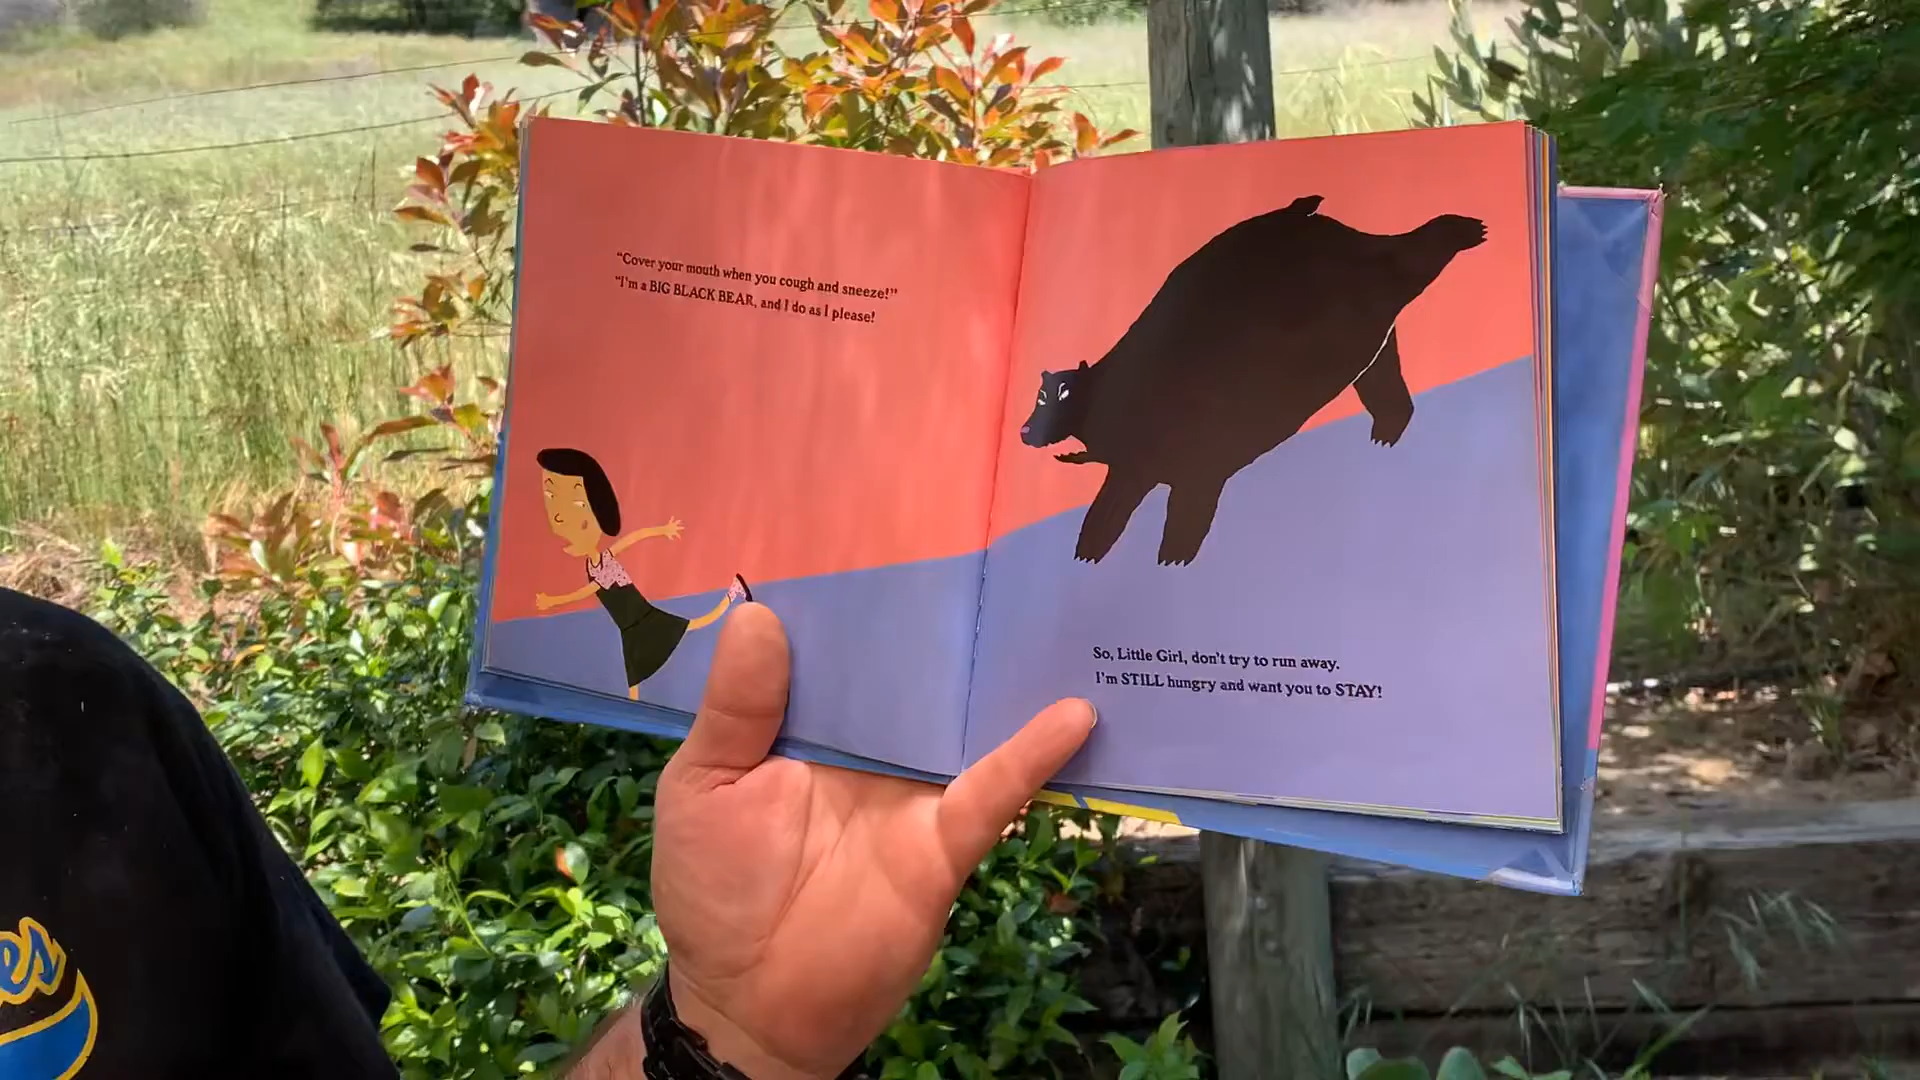 "Cover your mouth when you cough and sneeze!"
"I'm a BIG BLACK BEAR, and I do as I please!
So, Little Girl, don't try to run away.
I'm STILL hungry and want you to STAY!
es